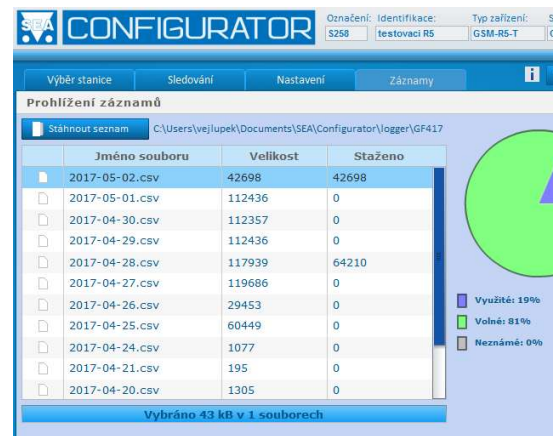 SEA CONFIGURATOR
Označení: Identifikace: Typ zařízení:
S258 testovaci R5 GSM-R5-T
Výběr stanice Sledování Nastavení Záznamy i
Prohlížení záznamů
Stáhnout seznam C:\Users\vejlupek\Documents\SEA\Configurator\logger\GF417
Jméno souboru Velikost Staženo
2017-05-02.csv 42698 42698
2017-05-01.csv 112436 0
2017-04-30.csv 112357 0
2017-04-29.csv 112436 0
2017-04-28.csv 117939 64210
2017-04-27.csv 119686 0
2017-04-26.csv 29453 0
2017-04-25.csv 60449 0
2017-04-24.csv 1077 0
2017-04-21.csv 195 0
2017-04-20.csv 1305 0
Vybráno 43 kB v 1 souborech
Využité: 19%
Volné: 81%
Neznámé: 0%